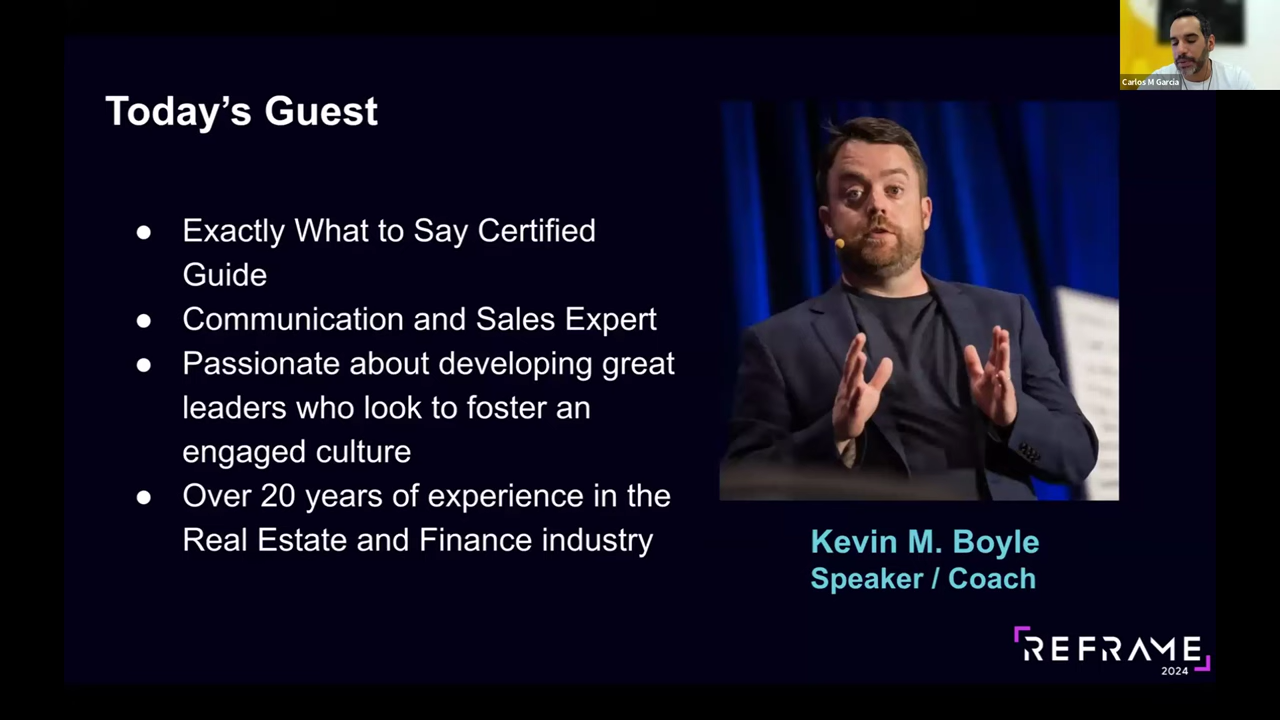 Carlos M Garcia
Today’s Guest
● Exactly What to Say Certified
Guide
● Communication and Sales Expert
● Passionate about developing great
leaders who look to foster an
engaged culture
● Over 20 years of experience in the
Real Estate and Finance industry
Kevin M. Boyle
Speaker / Coach
REFRAME
2024